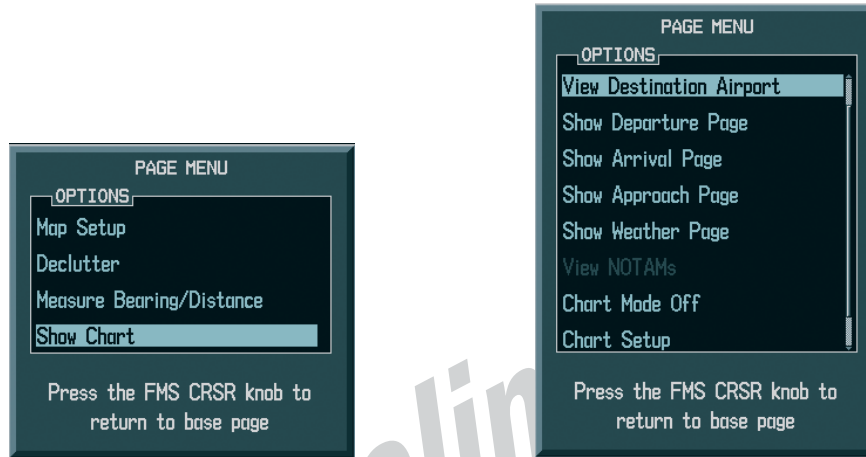 PAGE MENU
OPTIONS
Map Setup
Declutter
Measure Bearing/Distance
Show Chart
Press the FMS CRSR knob to
return to base page
PAGE MENU
OPTIONS
View Destination Airport
Show Departure Page
Show Arrival Page
Show Approach Page
Show Weather Page
View NOTAMs
Chart Mode Off
Chart Setup
Press the FMS CRSR knob to
return to base page